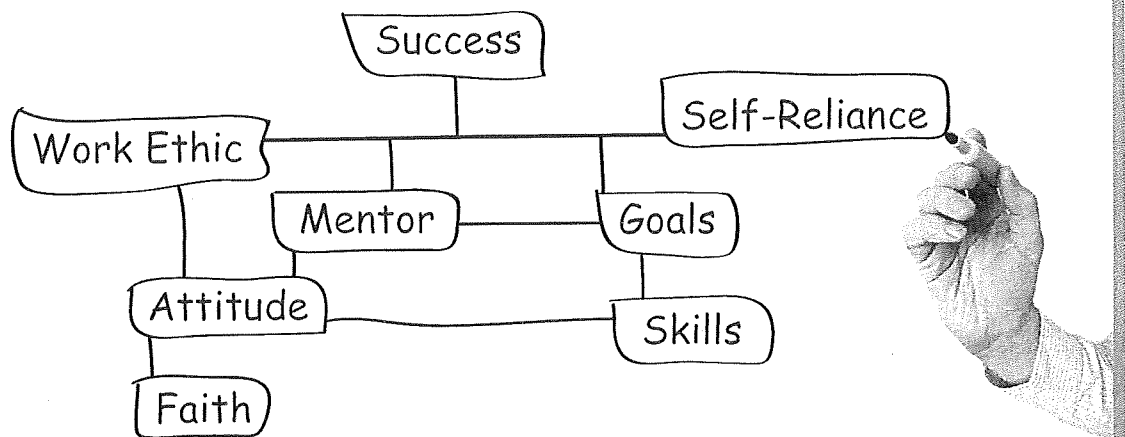 Success
Self-Reliance
Work Ethic
Mentor
Goals
Attitude
Skills
Faith